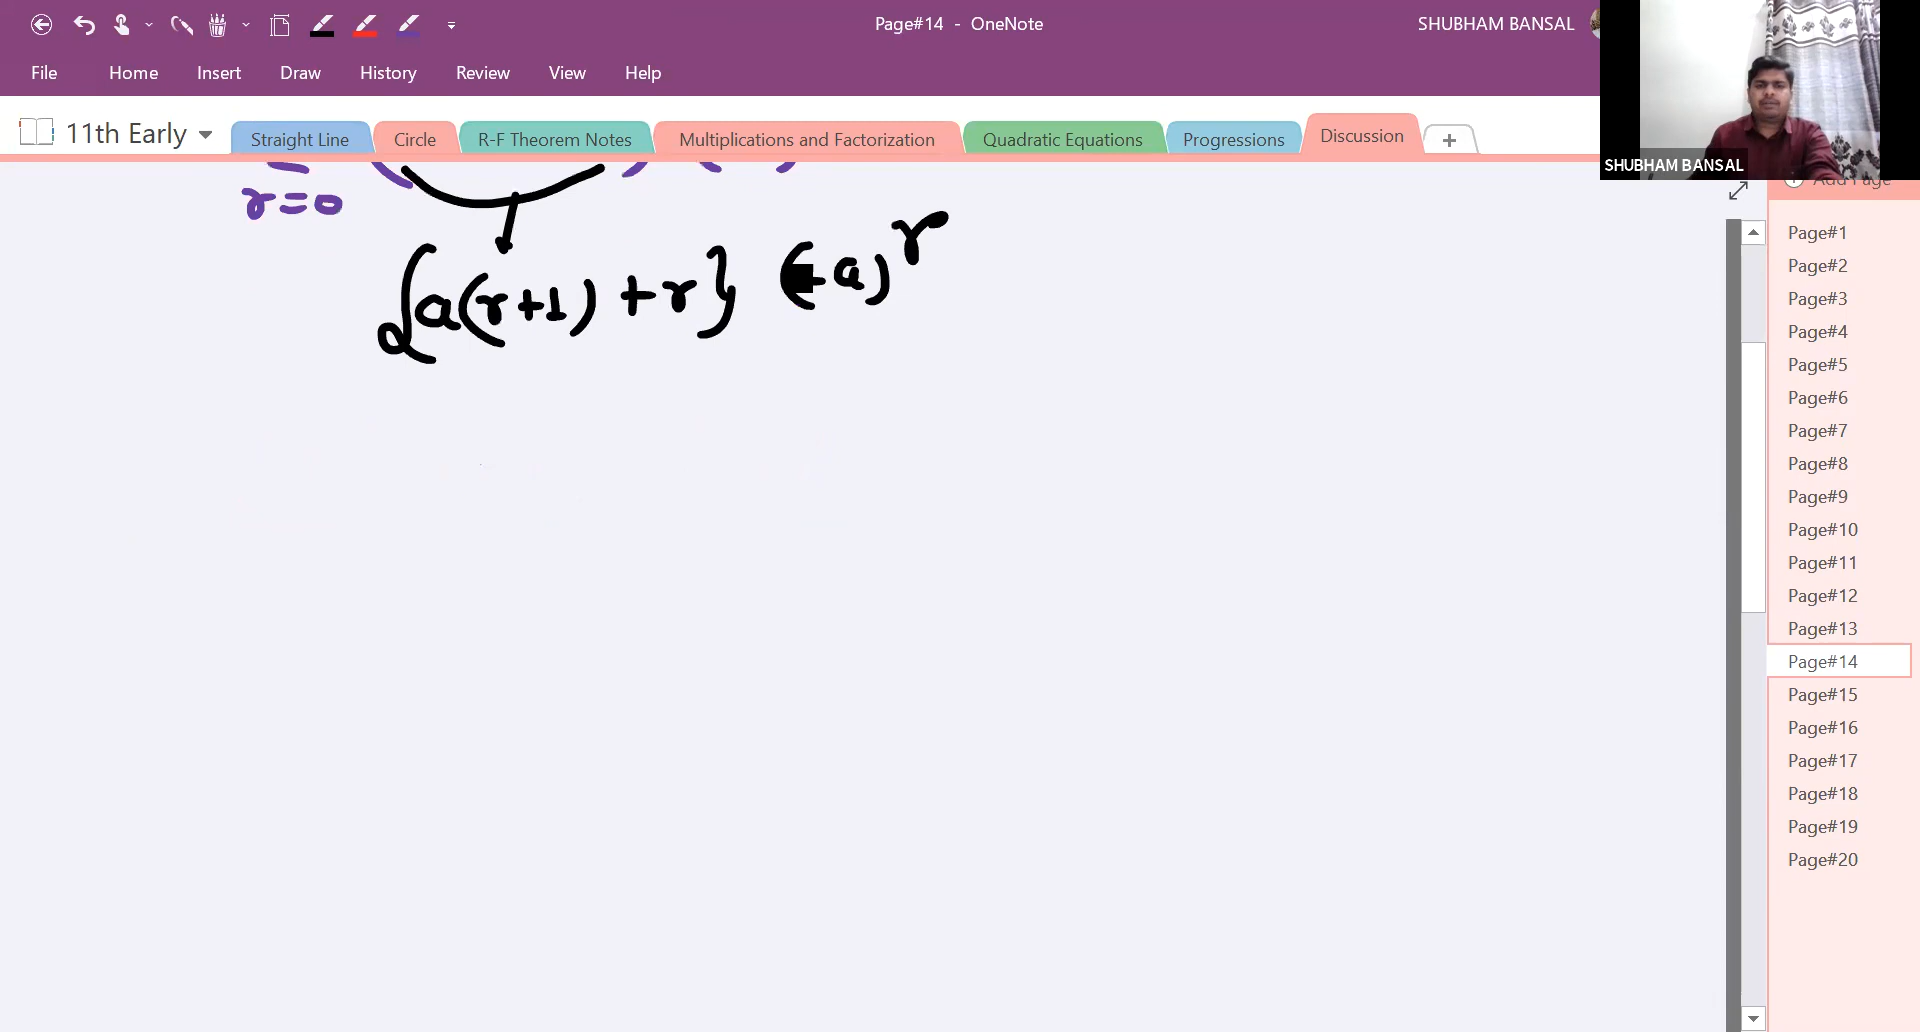 Page#14 - OneNote
SHUBHAM BANSAL
File Home Insert Draw History Review View Help
11th Early
Straight Line Circle R-F Theorem Notes Multiplications and Factorization Quadratic Equations Progressions Discussion +
SHUBHAM BANSAL
Add Page
r=0
{a(r+1)+r} (-a)^r
Page#1
Page#2
Page#3
Page#4
Page#5
Page#6
Page#7
Page#8
Page#9
Page#10
Page#11
Page#12
Page#13
Page#14
Page#15
Page#16
Page#17
Page#18
Page#19
Page#20